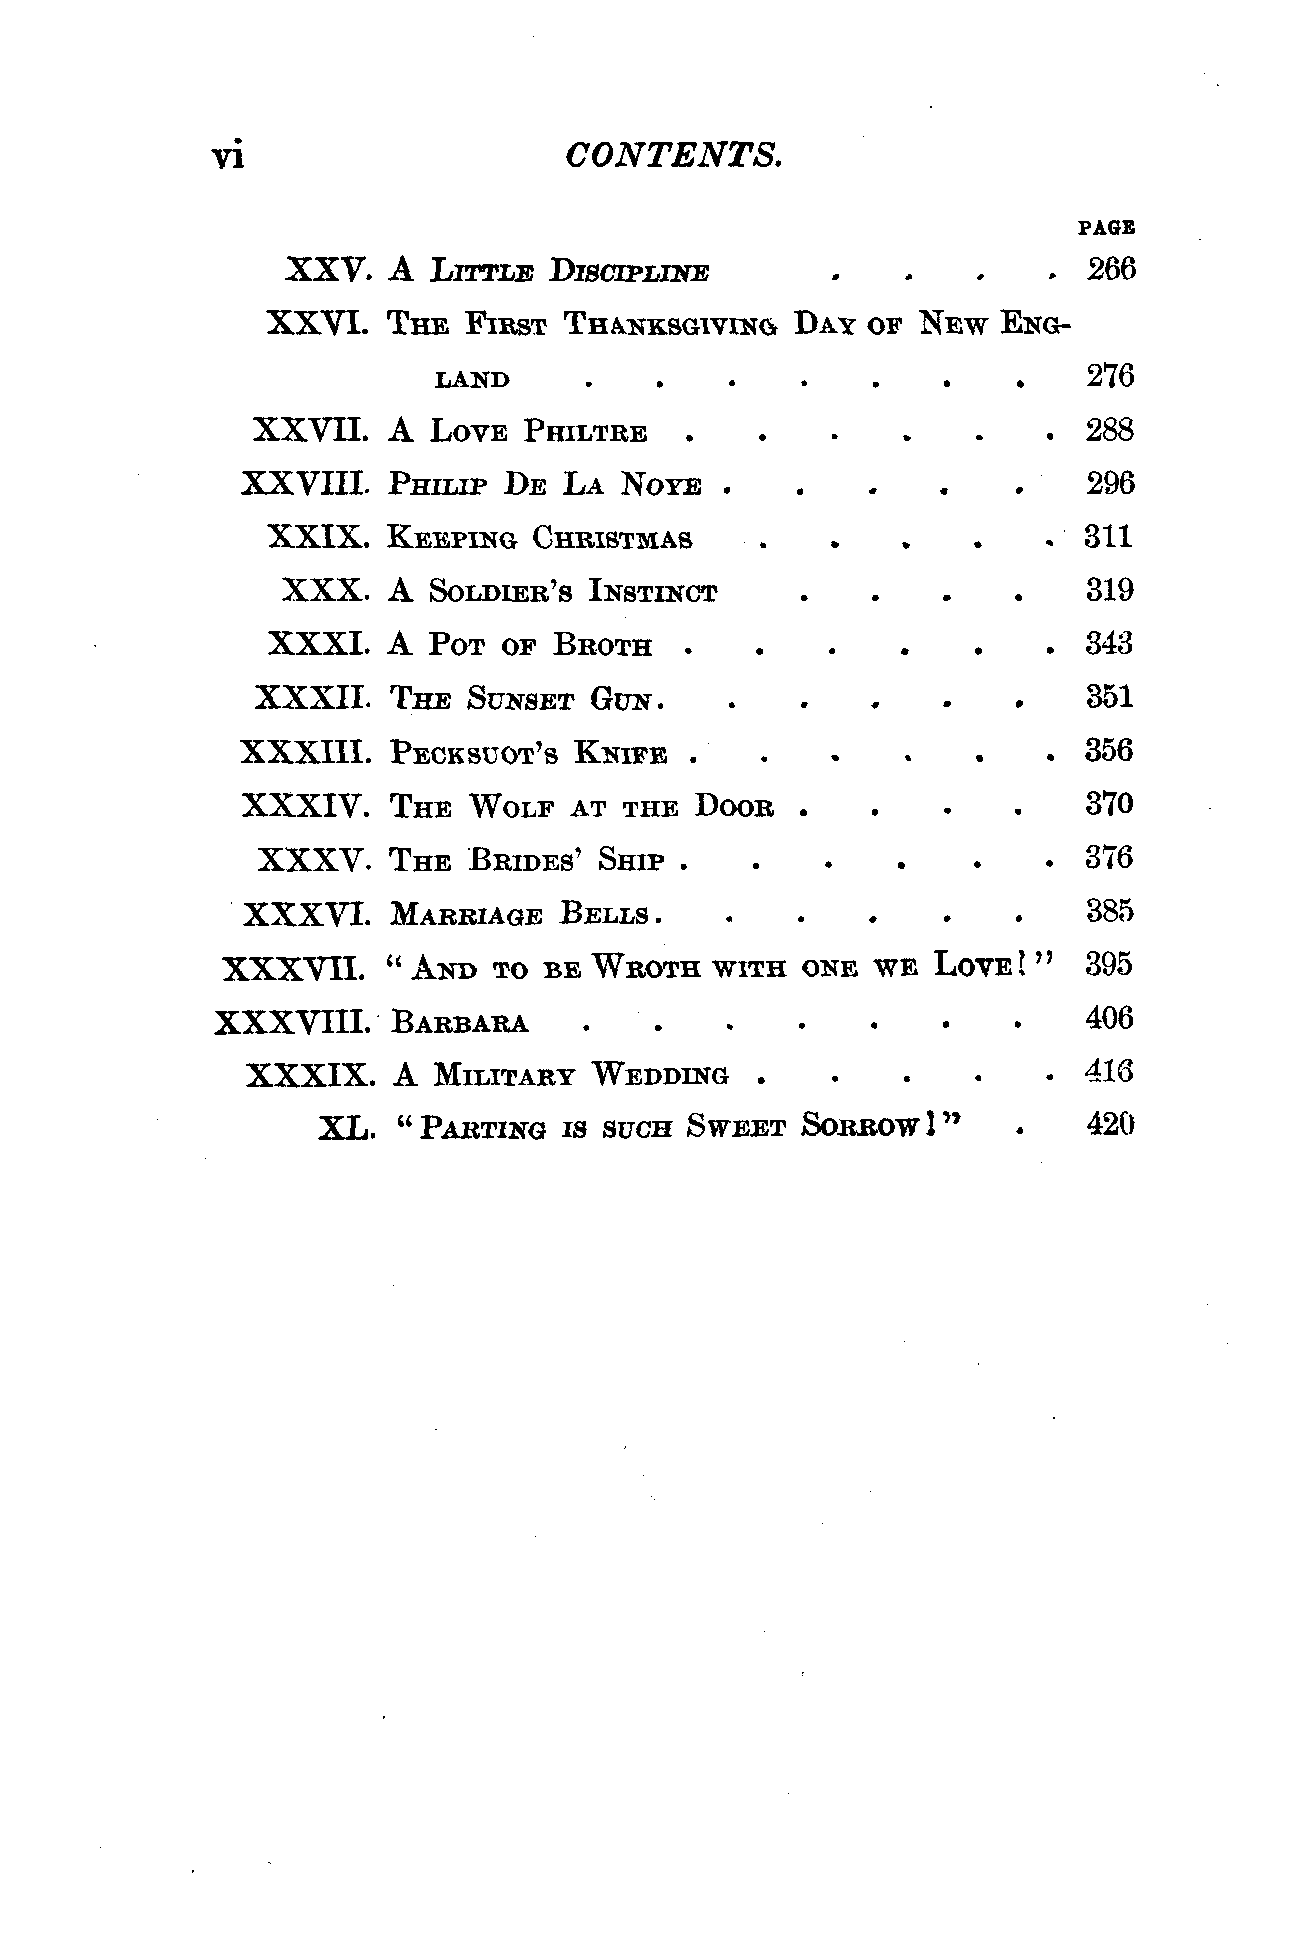 vi CONTENTS.
PAGE
XXV. A Little Discipline . . . . 266
XXVI. The First Thanksgiving Day of New Eng-
land . . . . . . . 276
XXVII. A Love Philtre . . . . . . 288
XXVIII. Philip De La Noye . . . . . 296
XXIX. Keeping Christmas . . . . . 311
XXX. A Soldier's Instinct . . . . 319
XXXI. A Pot of Broth . . . . . . 343
XXXII. The Sunset Gun . . . . . . 351
XXXIII. Pecksuot's Knife . . . . . . 356
XXXIV. The Wolf at the Door . . . . 370
XXXV. The Brides' Ship . . . . . . 376
XXXVI. Marriage Bells . . . . . . 385
XXXVII. "And to be Wroth with one we Love!" 395
XXXVIII. Barbara . . . . . . . 406
XXXIX. A Military Wedding . . . . . 416
XL. "Parting is such Sweet Sorrow!" . 420